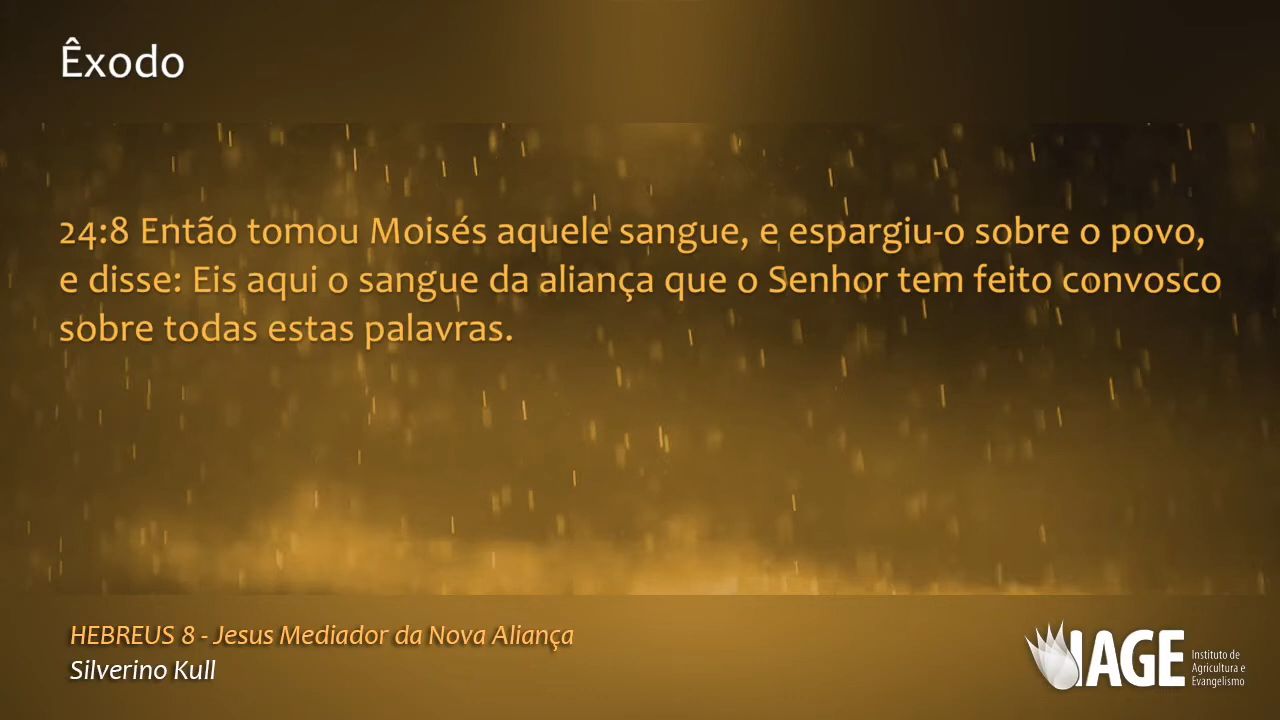 Êxodo
24:8 Então tomou Moisés aquele sangue, e espargiu-o sobre o povo,
e disse: Eis aqui o sangue da aliança que o Senhor tem feito convosco
sobre todas estas palavras.
HEBREUS 8 - Jesus Mediador da Nova Aliança
Silverino Kull
IAGE
Instituto de
Agricultura e
Evangelismo